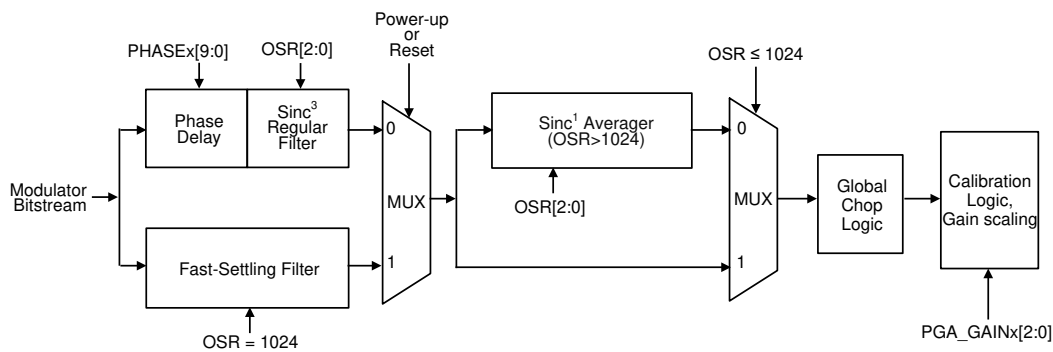 Power-up
or
Reset
PHASEx[9:0]
OSR[2:0]
OSR ≤ 1024
Phase
Delay
Sinc³
Regular
Filter
0
Sinc¹ Averager
(OSR>1024)
0
Modulator
Bitstream
MUX
OSR[2:0]
MUX
Global
Chop
Logic
Calibration
Logic,
Gain scaling
Fast-Settling Filter
1
1
OSR = 1024
PGA_GAINx[2:0]